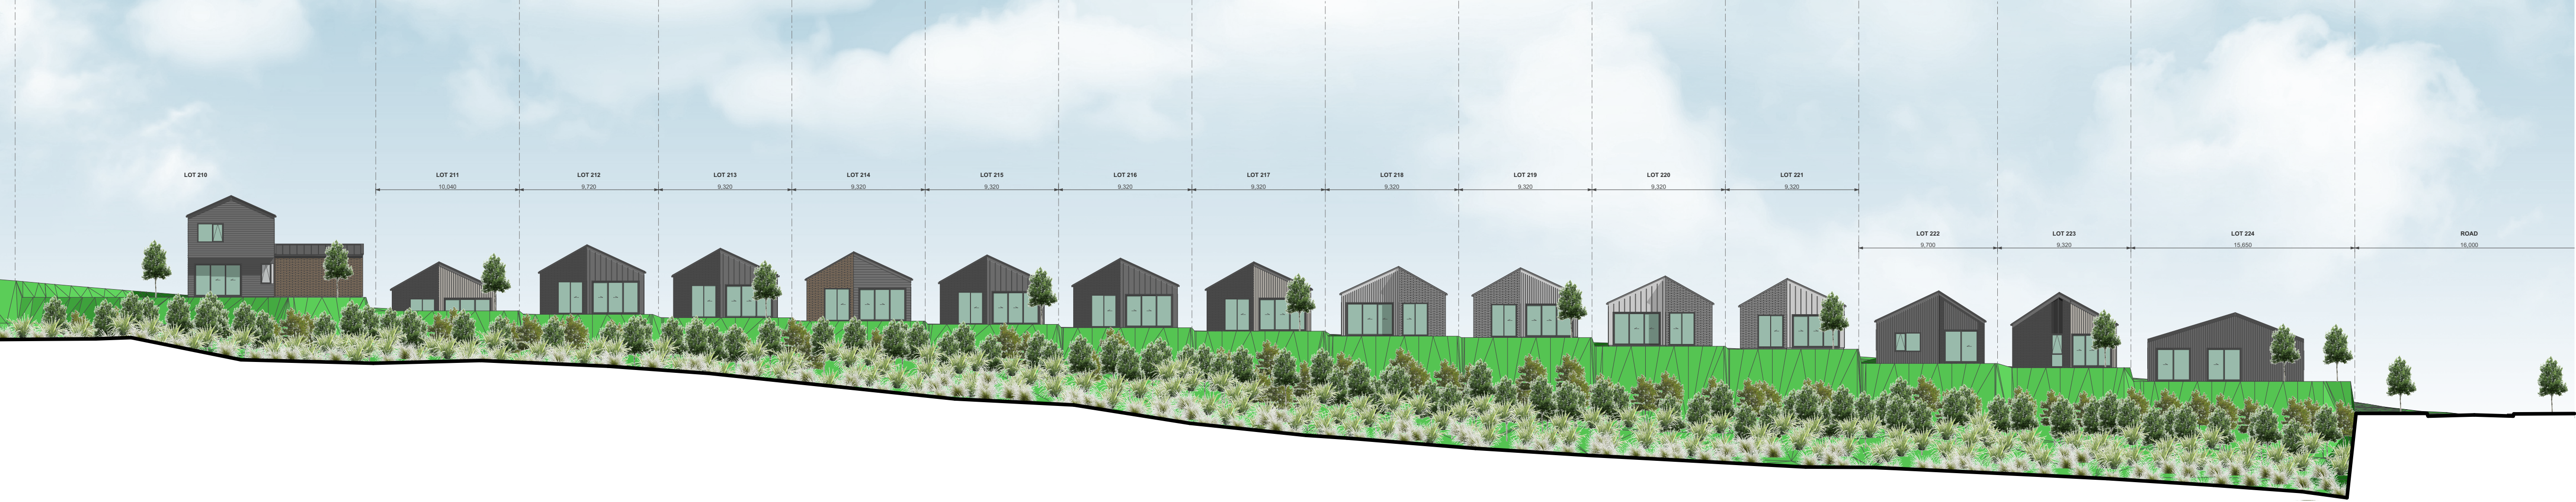 LOT 210
LOT 211
10,040
LOT 212
9,720
LOT 213
9,320
LOT 214
9,320
LOT 215
9,320
LOT 216
9,320
LOT 217
9,320
LOT 218
9,320
LOT 219
9,320
LOT 220
9,320
LOT 221
9,320
LOT 222
9,700
LOT 223
9,320
LOT 224
15,650
ROAD
16,000